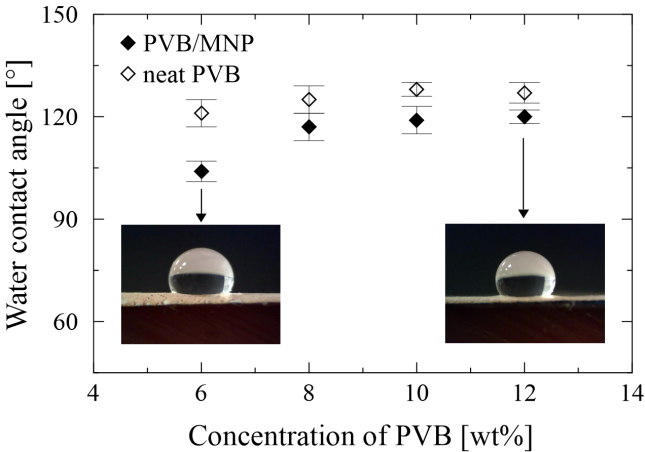 150
120
90
60
Water contact angle [°]
PVB/MNP
neat PVB
4 6 8 10 12 14
Concentration of PVB [wt%]